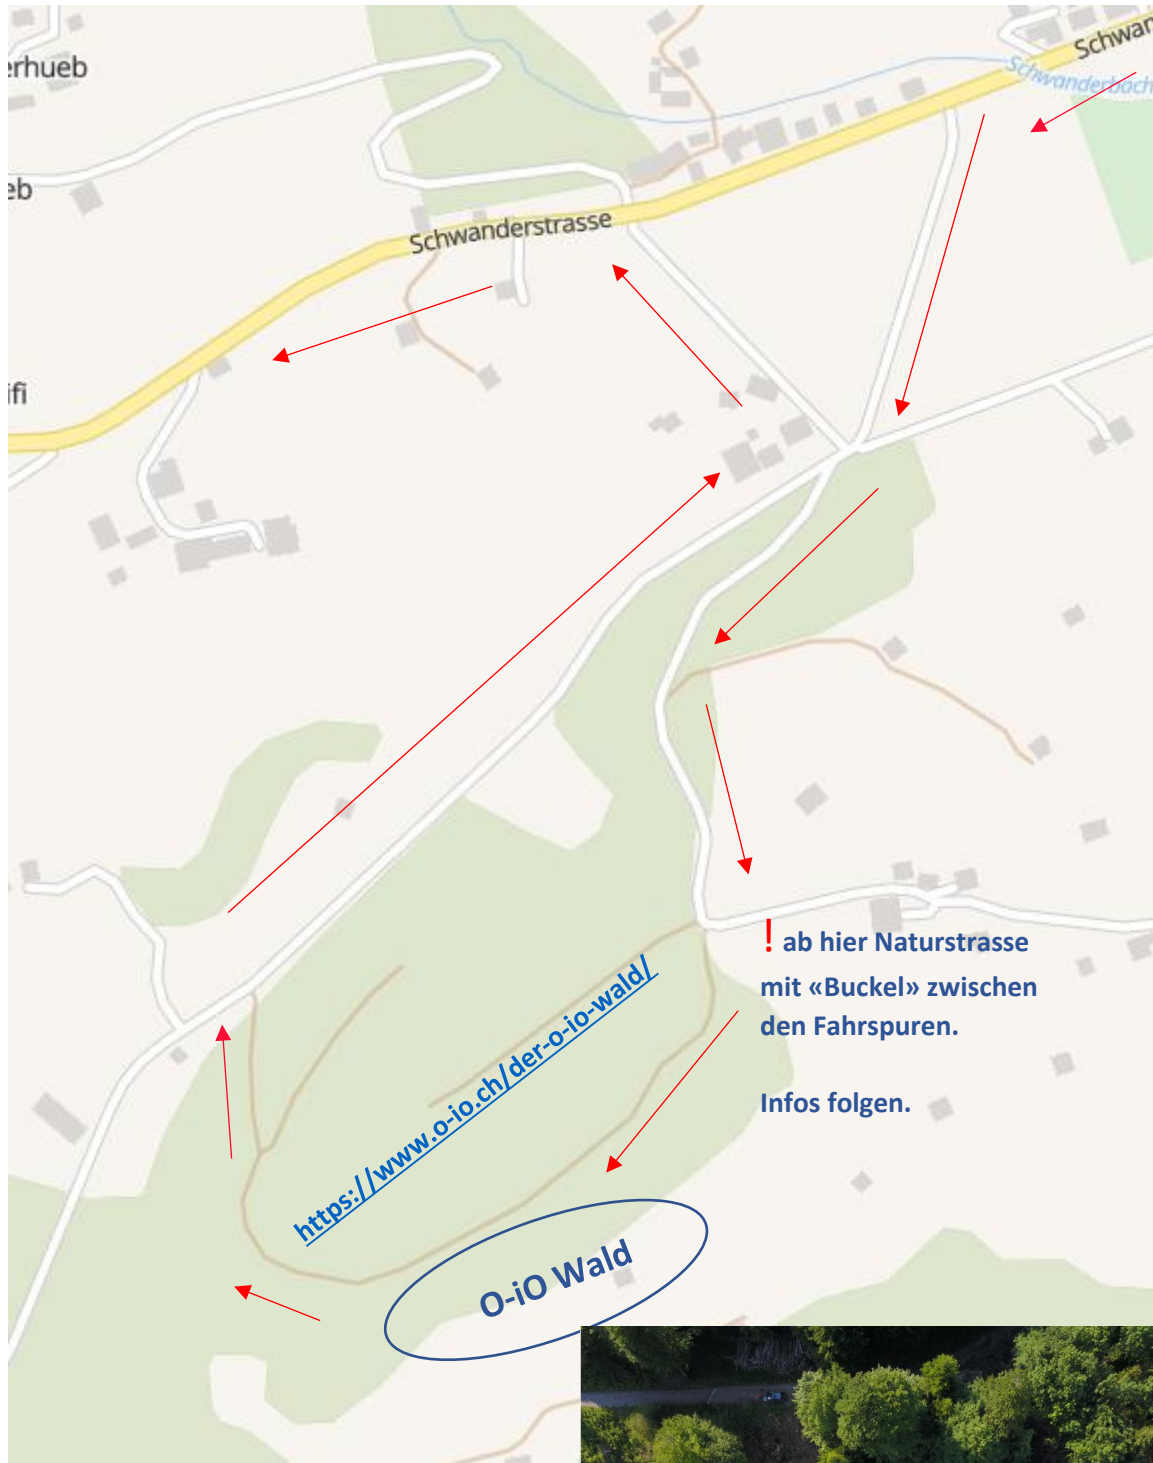 Schwan
erhueb
Schwanderbach
eb
Schwanderstrasse
ifi
! ab hier Naturstrasse
mit «Buckel» zwischen
den Fahrspuren.
Infos folgen.
https://www.o-io.ch/der-o-io-wald/
O-iO Wald